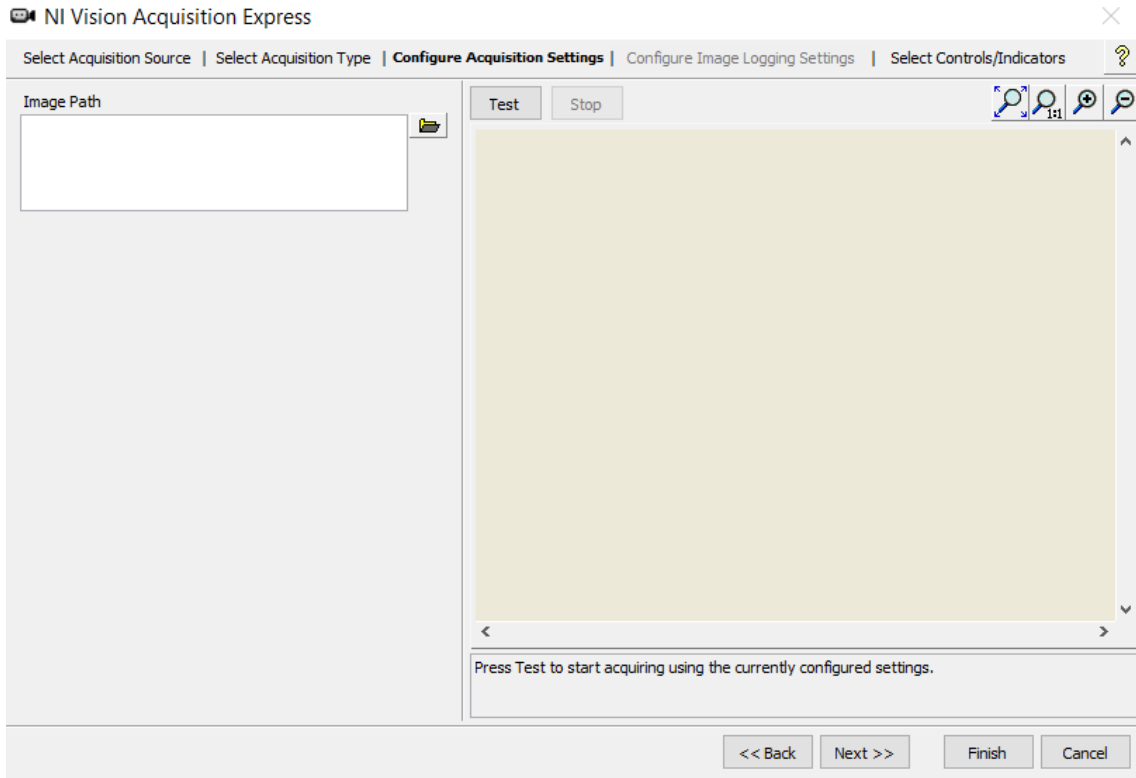 NI Vision Acquisition Express
Select Acquisition Source | Select Acquisition Type | Configure Acquisition Settings | Configure Image Logging Settings | Select Controls/Indicators
Image Path
Test Stop
1:1
Press Test to start acquiring using the currently configured settings.
<< Back Next >> Finish Cancel